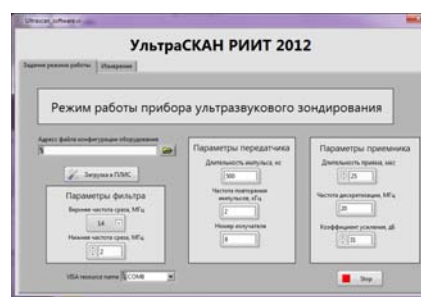 Ultrascan_software.vi
УльтраСКАН РИИТ 2012
Задание режима работы
Измерение
Режим работы прибора ультразвукового зондирования
Адрес файла конфигурации оборудования
Загрузка в ПЛИС
Параметры фильтра
Верхняя частота среза, МГц
14
Нижняя частота среза, МГц
2
VISA resource name
COM8
Параметры передатчика
Длительность импульса, нс
500
Частота повторения
импульсов, кГц
2
Номер излучателя
8
Параметры приемника
Длительность приема, мкс
25
Частота дискретизации, МГц
20
Коэффициент усиления, дБ
31
Stop